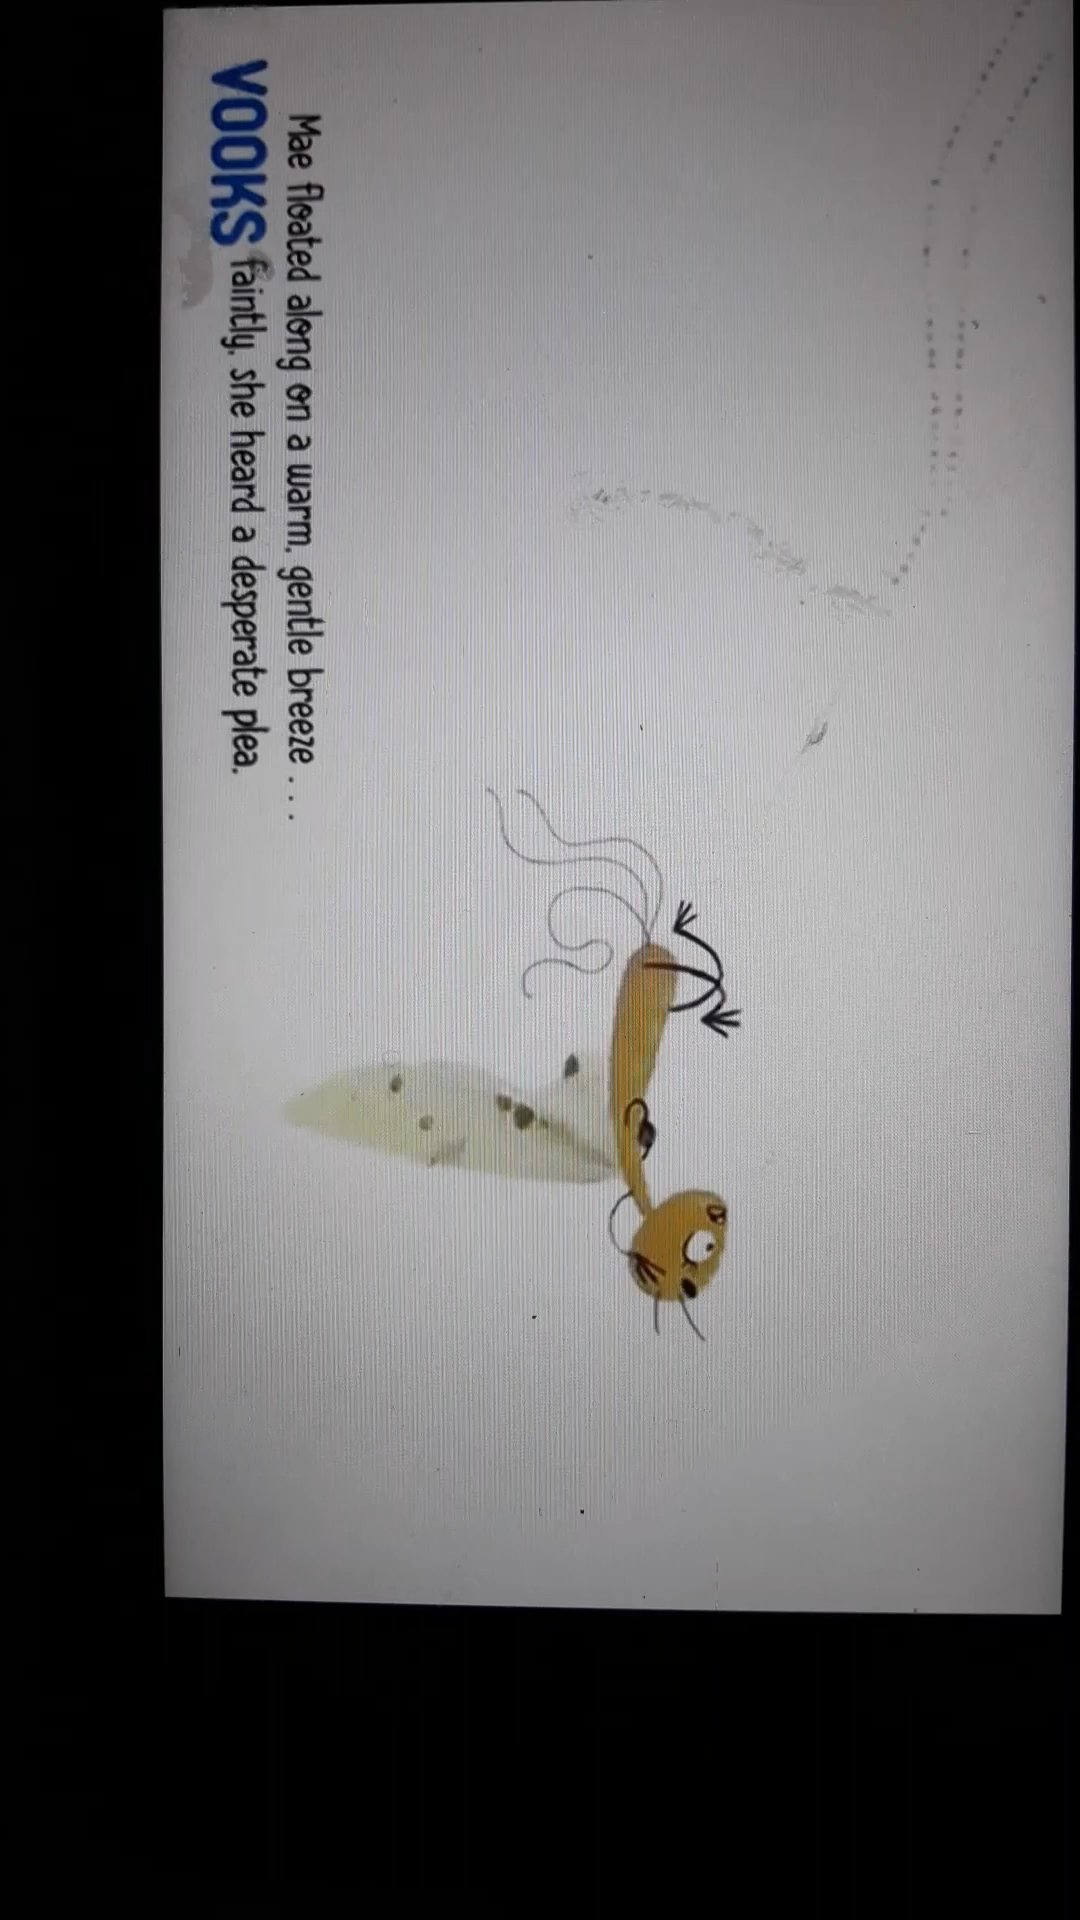 Mae floated along on a warm, gentle breeze . . .
VOOKS faintly, she heard a desperate plea.